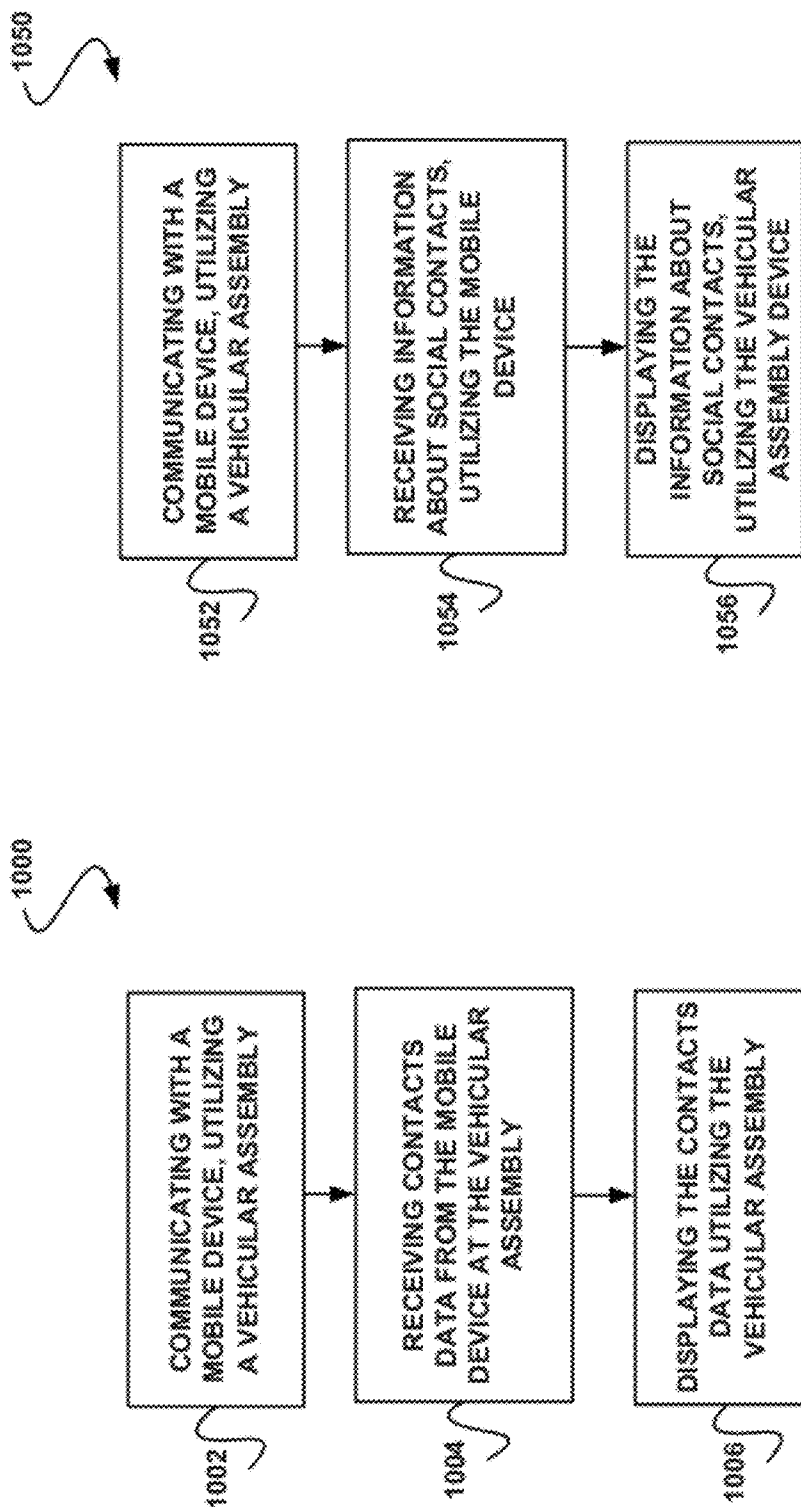 1000
1002
COMMUNICATING WITH A
MOBILE DEVICE, UTILIZING
A VEHICULAR ASSEMBLY
1004
RECEIVING CONTACTS
DATA FROM THE MOBILE
DEVICE AT THE VEHICULAR
ASSEMBLY
1006
DISPLAYING THE CONTACTS
DATA UTILIZING THE
VEHICULAR ASSEMBLY
1050
1052
COMMUNICATING WITH A
MOBILE DEVICE, UTILIZING
A VEHICULAR ASSEMBLY
1054
RECEIVING INFORMATION
ABOUT SOCIAL CONTACTS,
UTILIZING THE MOBILE
DEVICE
1056
DISPLAYING THE
INFORMATION ABOUT
SOCIAL CONTACTS,
UTILIZING THE VEHICULAR
ASSEMBLY DEVICE